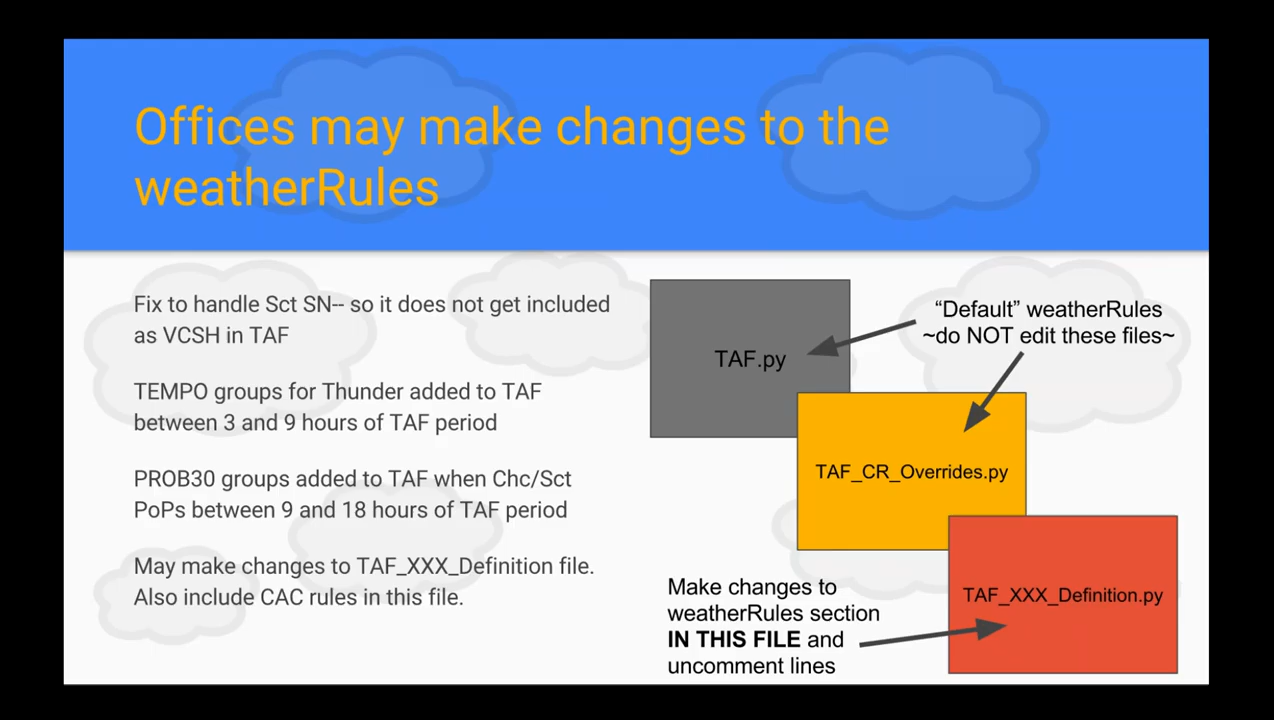 Offices may make changes to the
weatherRules
Fix to handle Sct SN-- so it does not get included
as VCSH in TAF
TEMPO groups for Thunder added to TAF
between 3 and 9 hours of TAF period
PROB30 groups added to TAF when Chc/Sct
PoPs between 9 and 18 hours of TAF period
May make changes to TAF_XXX_Definition file.
Also include CAC rules in this file.
“Default” weatherRules
~do NOT edit these files~
TAF.py
TAF_CR_Overrides.py
TAF_XXX_Definition.py
Make changes to
weatherRules section
IN THIS FILE and
uncomment lines